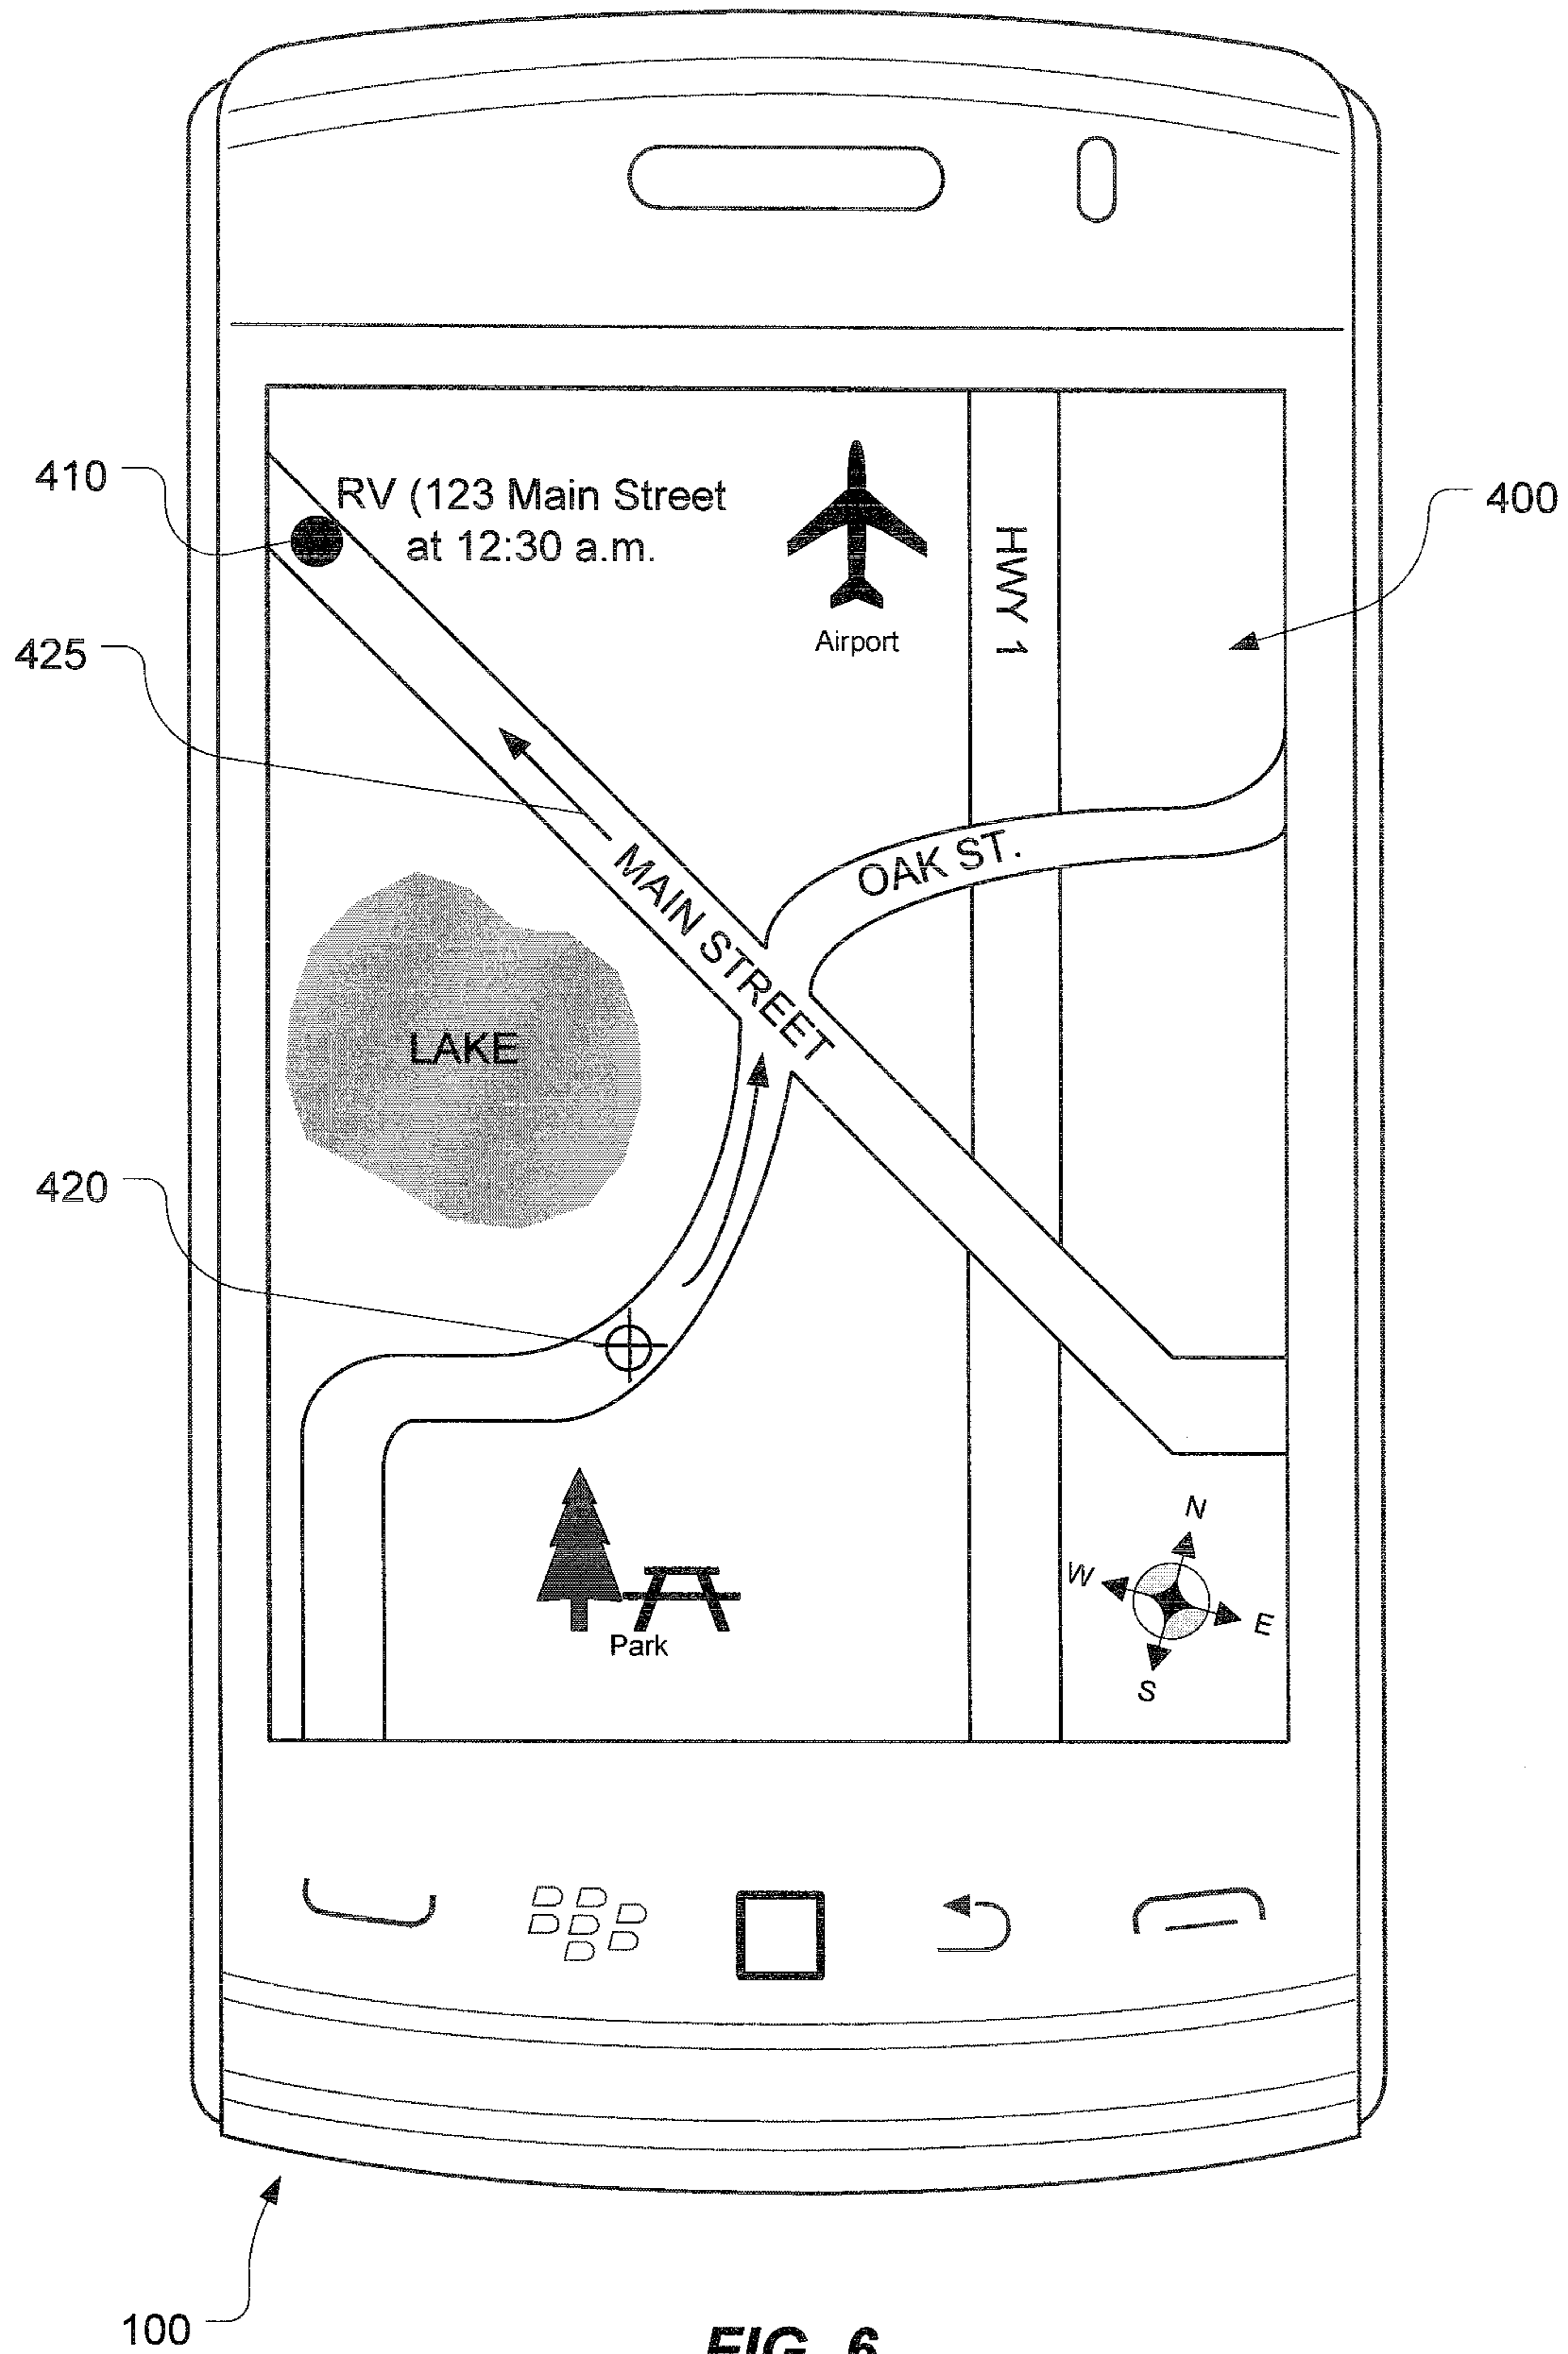 410
RV (123 Main Street
at 12:30 a.m.
400
HWY 1
425
Airport
OAK ST.
MAIN STREET
LAKE
420
N
W
E
S
Park
100
FIG. 6